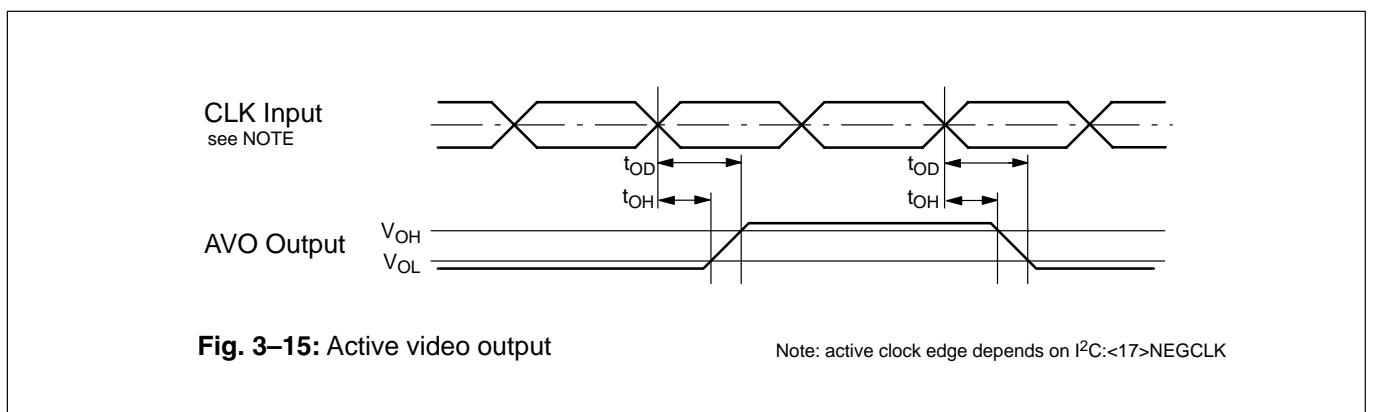 CLK Input
see NOTE
tOD
tOD
tOH
tOH
AVO Output
VOH
VOL
Fig. 3–15: Active video output
Note: active clock edge depends on I²C:<17>NEGCLK